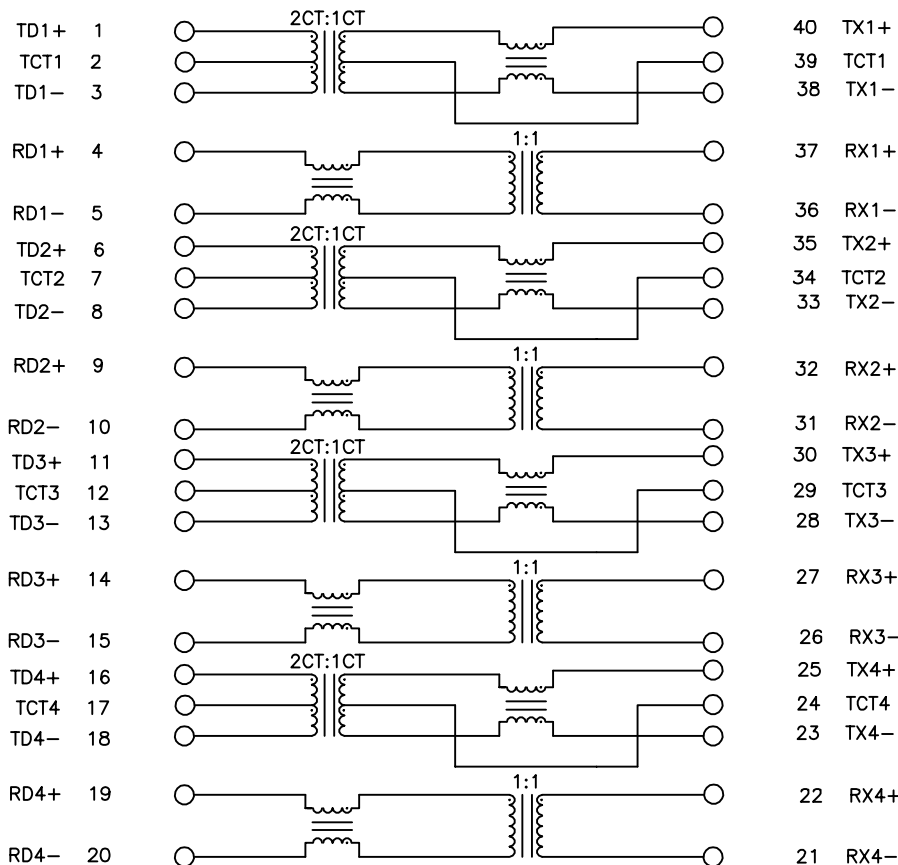 2CT:1CT
TD1+ 1 40 TX1+
TCT1 2 39 TCT1
TD1− 3 38 TX1−
1:1
RD1+ 4 37 RX1+
RD1− 5 36 RX1−
2CT:1CT
TD2+ 6 35 TX2+
TCT2 7 34 TCT2
TD2− 8 33 TX2−
1:1
RD2+ 9 32 RX2+
RD2− 10 31 RX2−
2CT:1CT
TD3+ 11 30 TX3+
TCT3 12 29 TCT3
TD3− 13 28 TX3−
1:1
RD3+ 14 27 RX3+
RD3− 15 26 RX3−
2CT:1CT
TD4+ 16 25 TX4+
TCT4 17 24 TCT4
TD4− 18 23 TX4−
1:1
RD4+ 19 22 RX4+
RD4− 20 21 RX4−